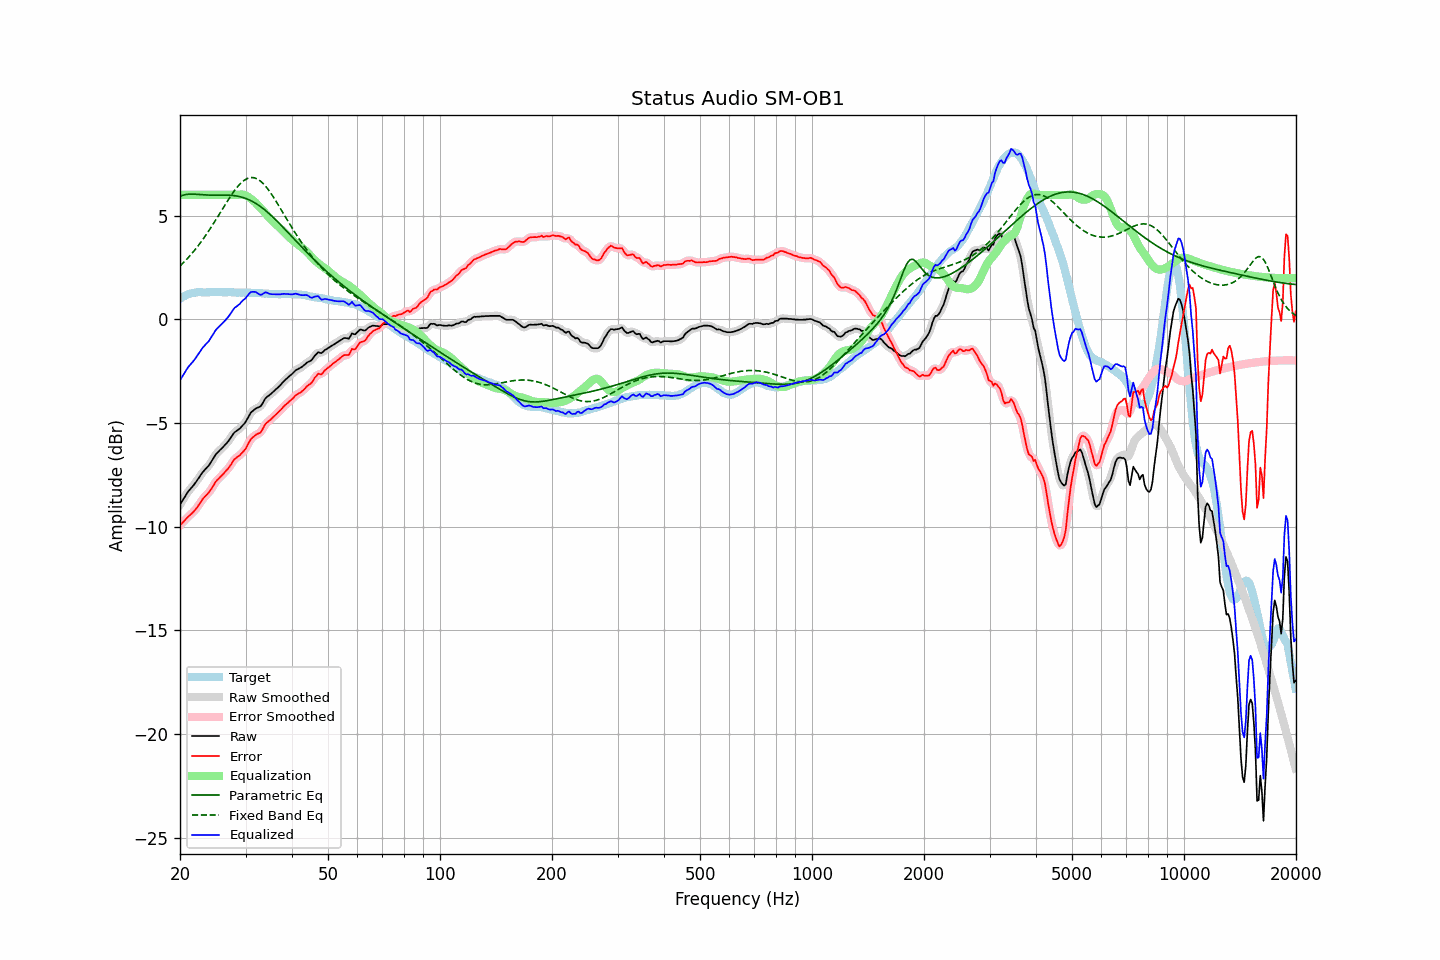 Status Audio SM-OB1
Amplitude (dBr)
5
0
−5
−10
−15
−20
−25
Target
Raw Smoothed
Error Smoothed
Raw
Error
Equalization
Parametric Eq
Fixed Band Eq
Equalized
20 50 100 200 500 1000 2000 5000 10000 20000
Frequency (Hz)